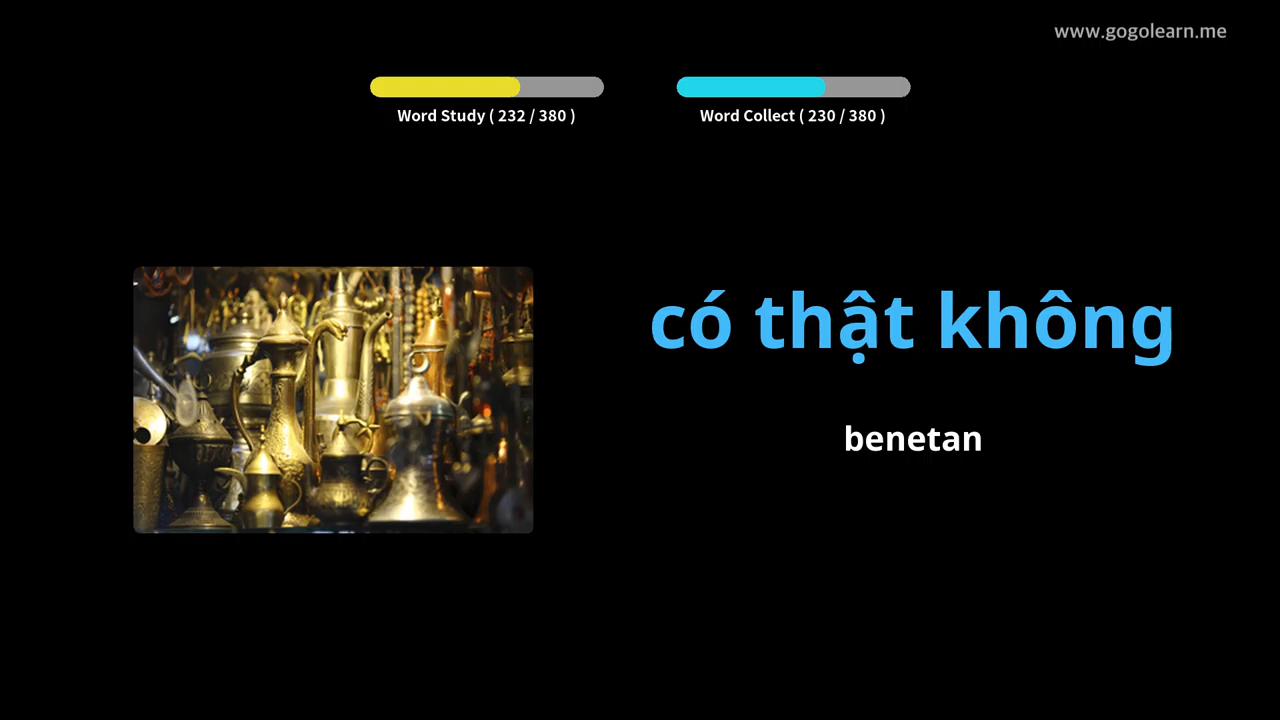 www.gogolearn.me
Word Study ( 232 / 380 )
Word Collect ( 230 / 380 )
có thật không
benetan